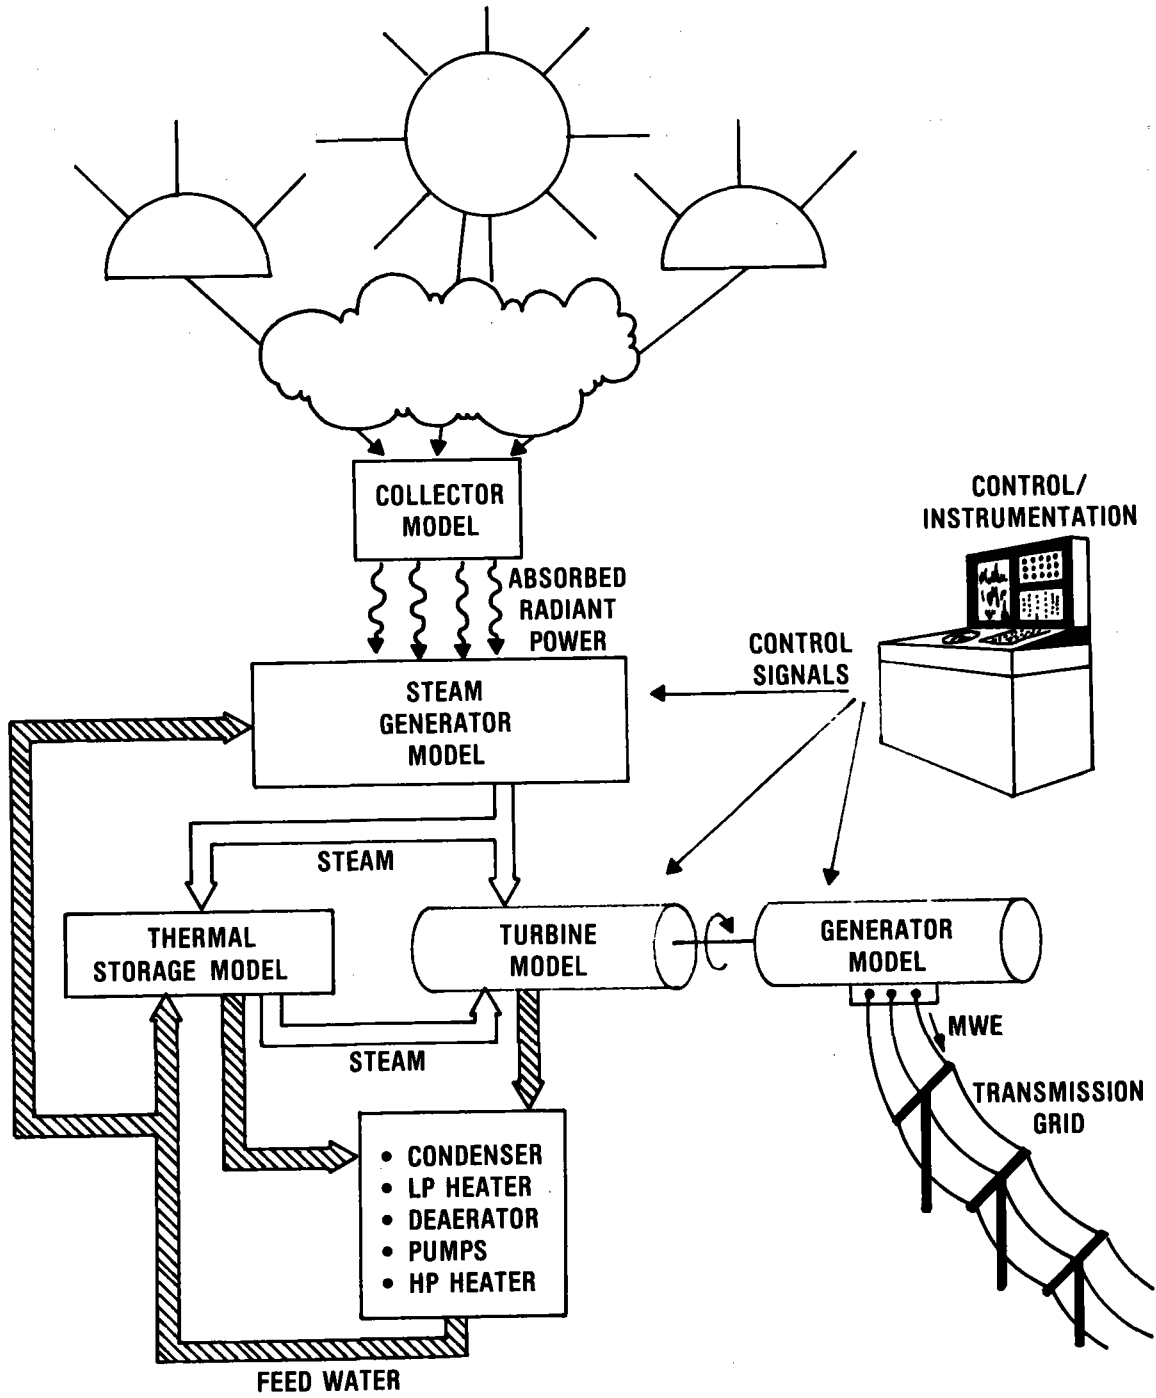 COLLECTOR
MODEL
CONTROL/
INSTRUMENTATION
ABSORBED
RADIANT
POWER
CONTROL
SIGNALS
STEAM
GENERATOR
MODEL
STEAM
THERMAL
STORAGE MODEL
TURBINE
MODEL
GENERATOR
MODEL
MWE
STEAM
TRANSMISSION
GRID
• CONDENSER
• LP HEATER
• DEAERATOR
• PUMPS
• HP HEATER
FEED WATER